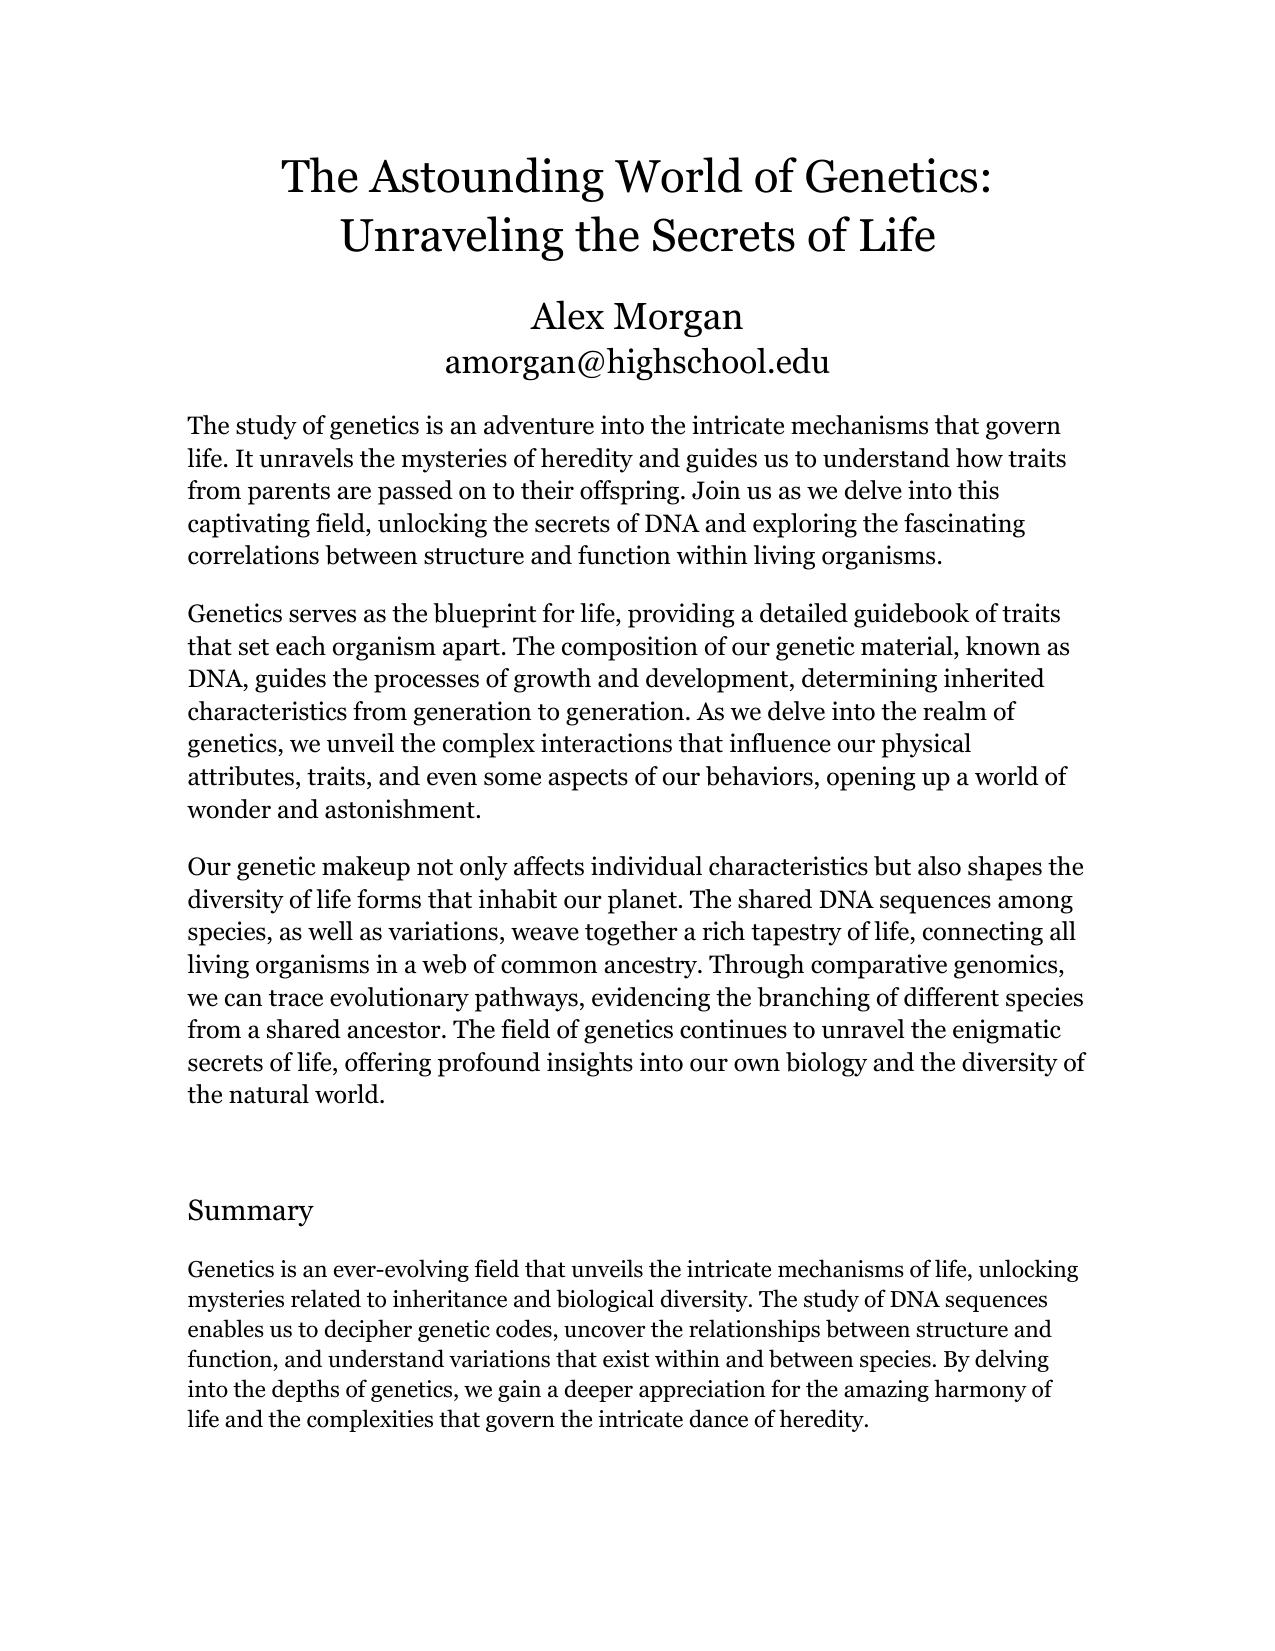 The Astounding World of Genetics:
Unraveling the Secrets of Life
Alex Morgan
amorgan@highschool.edu
The study of genetics is an adventure into the intricate mechanisms that govern
life. It unravels the mysteries of heredity and guides us to understand how traits
from parents are passed on to their offspring. Join us as we delve into this
captivating field, unlocking the secrets of DNA and exploring the fascinating
correlations between structure and function within living organisms.
Genetics serves as the blueprint for life, providing a detailed guidebook of traits
that set each organism apart. The composition of our genetic material, known as
DNA, guides the processes of growth and development, determining inherited
characteristics from generation to generation. As we delve into the realm of
genetics, we unveil the complex interactions that influence our physical
attributes, traits, and even some aspects of our behaviors, opening up a world of
wonder and astonishment.
Our genetic makeup not only affects individual characteristics but also shapes the
diversity of life forms that inhabit our planet. The shared DNA sequences among
species, as well as variations, weave together a rich tapestry of life, connecting all
living organisms in a web of common ancestry. Through comparative genomics,
we can trace evolutionary pathways, evidencing the branching of different species
from a shared ancestor. The field of genetics continues to unravel the enigmatic
secrets of life, offering profound insights into our own biology and the diversity of
the natural world.
Summary
Genetics is an ever-evolving field that unveils the intricate mechanisms of life, unlocking
mysteries related to inheritance and biological diversity. The study of DNA sequences
enables us to decipher genetic codes, uncover the relationships between structure and
function, and understand variations that exist within and between species. By delving
into the depths of genetics, we gain a deeper appreciation for the amazing harmony of
life and the complexities that govern the intricate dance of heredity.